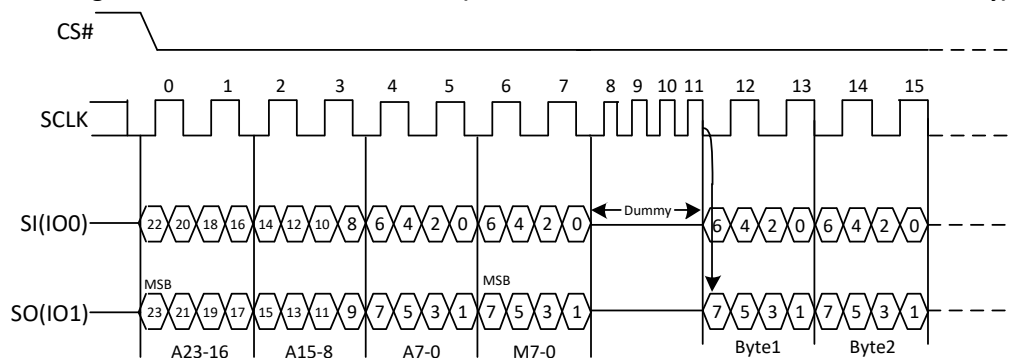 CS#
0 1 2 3 4 5 6 7 8 9 10 11 12 13 14 15
SCLK
SI(IO0) 22 20 18 16 14 12 10 8 6 4 2 0 6 4 2 0 Dummy 6 4 2 0 6 4 2 0
MSB MSB
SO(IO1) 23 21 19 17 15 13 11 9 7 5 3 1 7 5 3 1 7 5 3 1 7 5 3 1
A23-16 A15-8 A7-0 M7-0 Byte1 Byte2